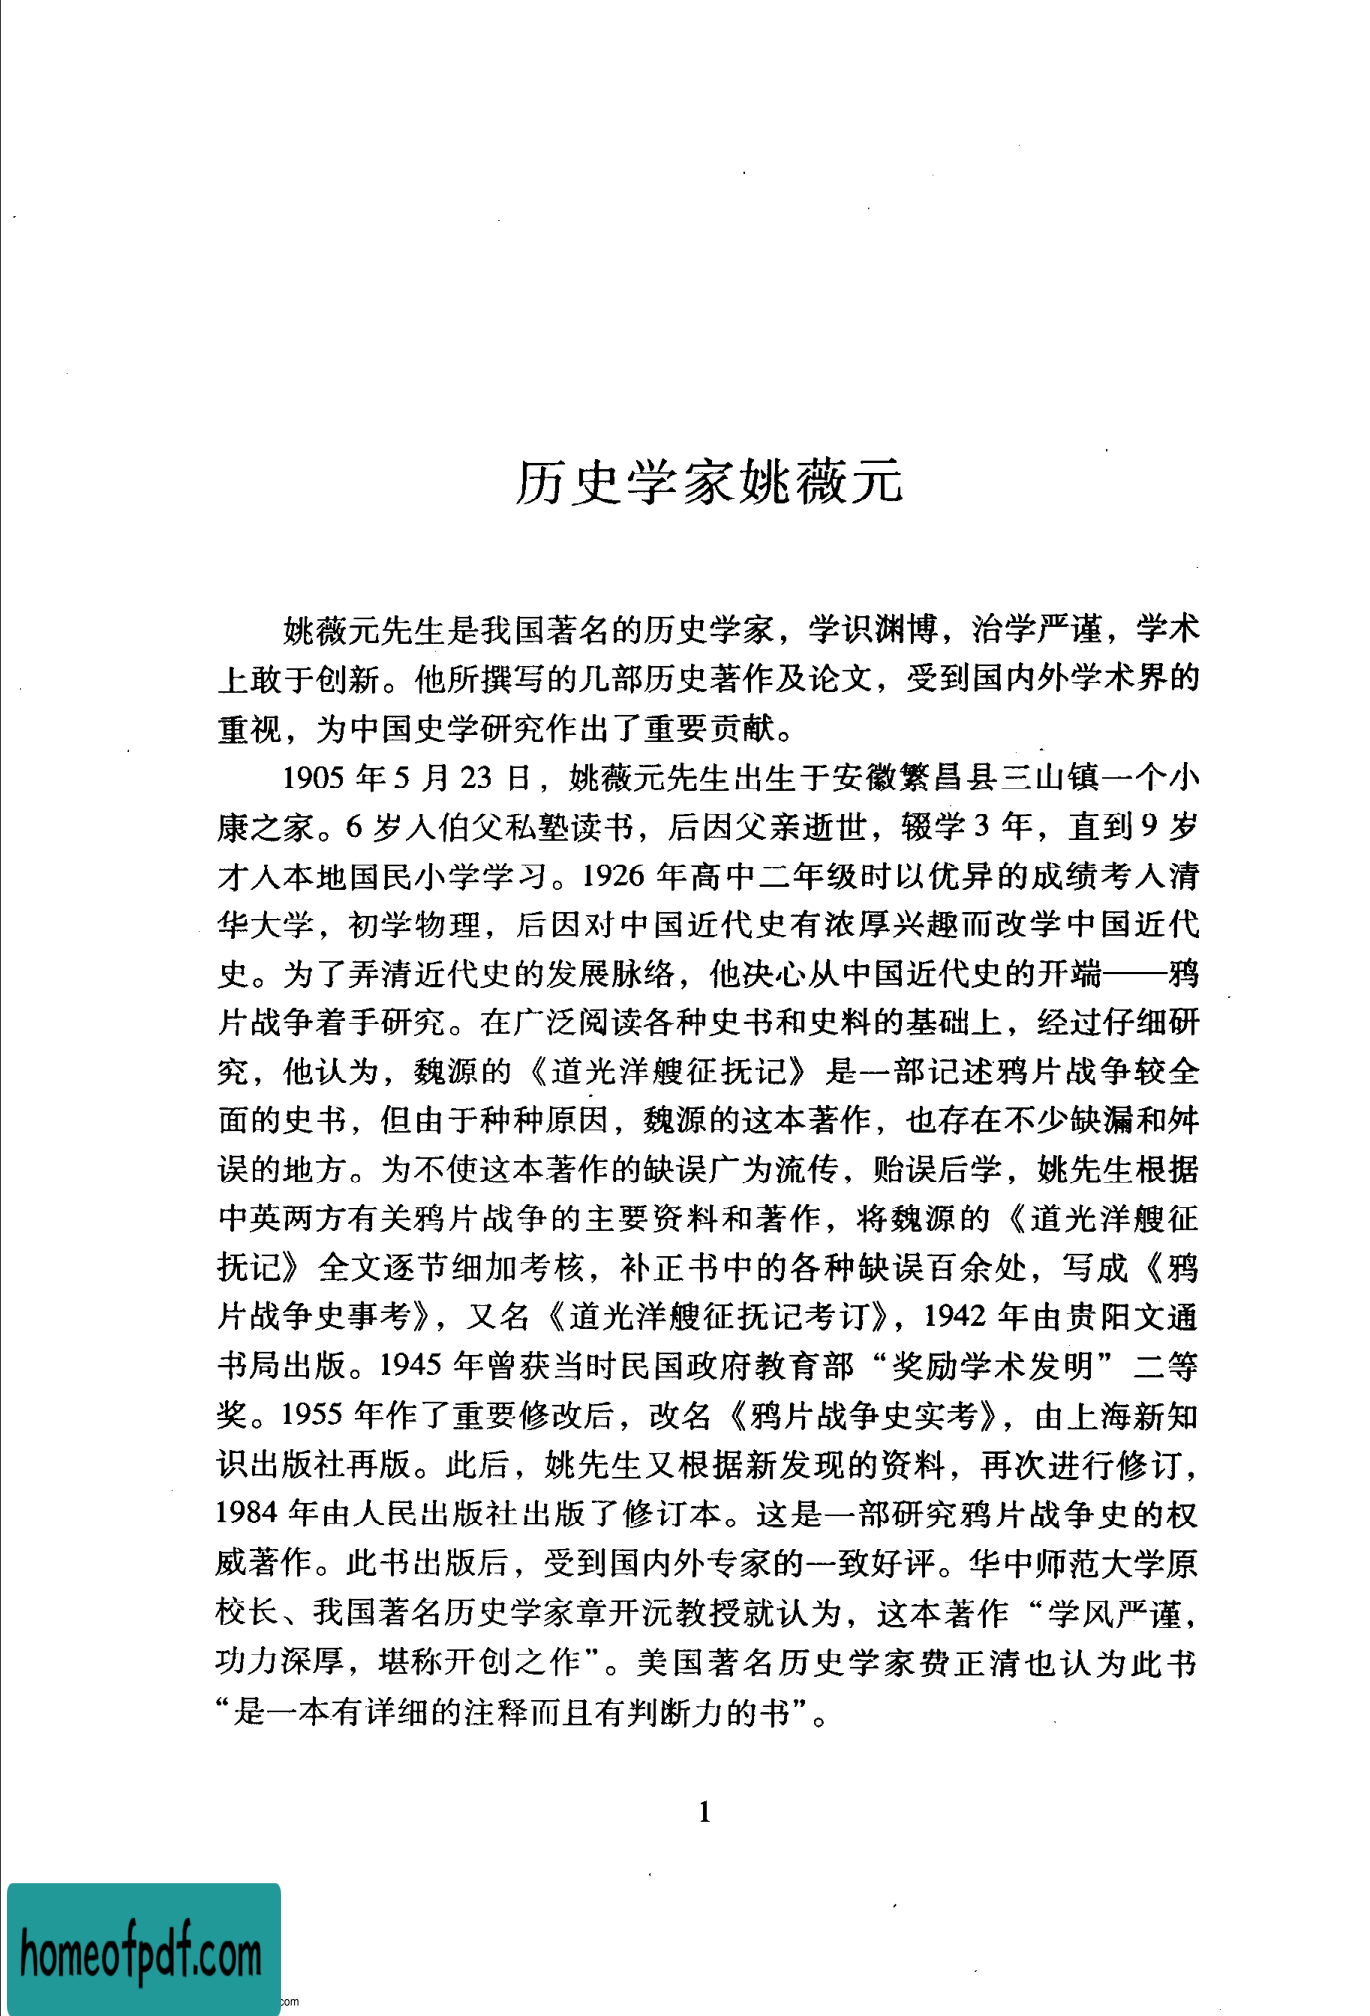 历史学家姚薇元
姚薇元先生是我国著名的历史学家，学识渊博，治学严谨，学术
上敢于创新。他所撰写的几部历史著作及论文，受到国内外学术界的
重视，为中国史学研究作出了重要贡献。
1905 年 5 月 23 日，姚薇元先生出生于安徽繁昌县三山镇一个小
康之家。6 岁入伯父私塾读书，后因父亲逝世，辍学 3 年，直到 9 岁
才入本地国民小学学习。1926 年高中二年级时以优异的成绩考入清
华大学，初学物理，后因对中国近代史有浓厚兴趣而改学中国近代
史。为了弄清近代史的发展脉络，他决心从中国近代史的开端——鸦
片战争着手研究。在广泛阅读各种史书和史料的基础上，经过仔细研
究，他认为，魏源的《道光洋艘征抚记》是一部记述鸦片战争较全
面的史书，但由于种种原因，魏源的这本著作，也存在不少缺漏和舛
误的地方。为不使这本著作的缺误广为流传，贻误后学，姚先生根据
中英两方有关鸦片战争的主要资料和著作，将魏源的《道光洋艘征
抚记》全文逐节细加考核，补正书中的各种缺误百余处，写成《鸦
片战争史事考》，又名《道光洋艘征抚记考订》，1942 年由贵阳文通
书局出版。1945 年曾获当时民国政府教育部“奖励学术发明”二等
奖。1955 年作了重要修改后，改名《鸦片战争史实考》，由上海新知
识出版社再版。此后，姚先生又根据新发现的资料，再次进行修订，
1984 年由人民出版社出版了修订本。这是一部研究鸦片战争史的权
威著作。此书出版后，受到国内外专家的一致好评。华中师范大学原
校长、我国著名历史学家章开沅教授就认为，这本著作“学风严谨，
功力深厚，堪称开创之作”。美国著名历史学家费正清也认为此书
“是一本有详细的注释而且有判断力的书”。
1
homeofpdf.com
com